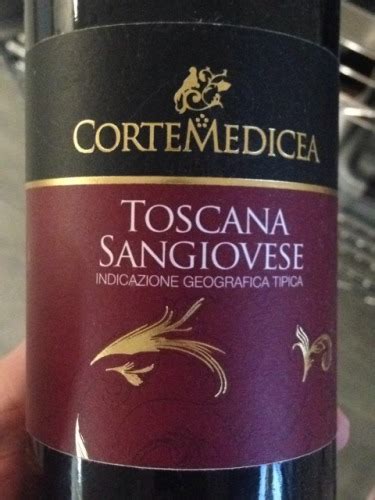 CORTEMEDICEA
TOSCANA
SANGIOVESE
INDICAZIONE GEOGRAFICA TIPICA